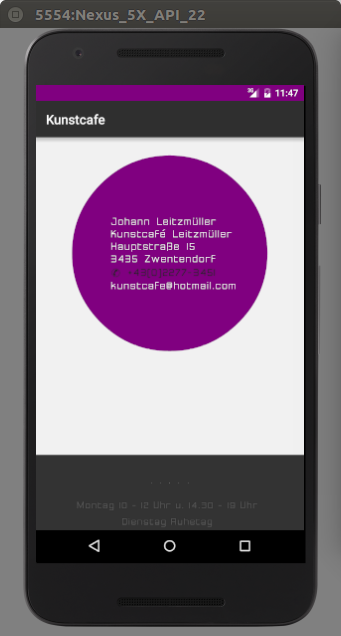 5554:Nexus_5X_API_22
11:47
Kunstcafe
Johann Leitzmüller
Kunstcafé Leitzmüller
Hauptstraße 15
3435 Zwentendorf
kunstcafe@hotmail.com
. . . . .
Montag 10 - 12 Uhr u. 14.30 - 18 Uhr
Dienstag Ruhetag